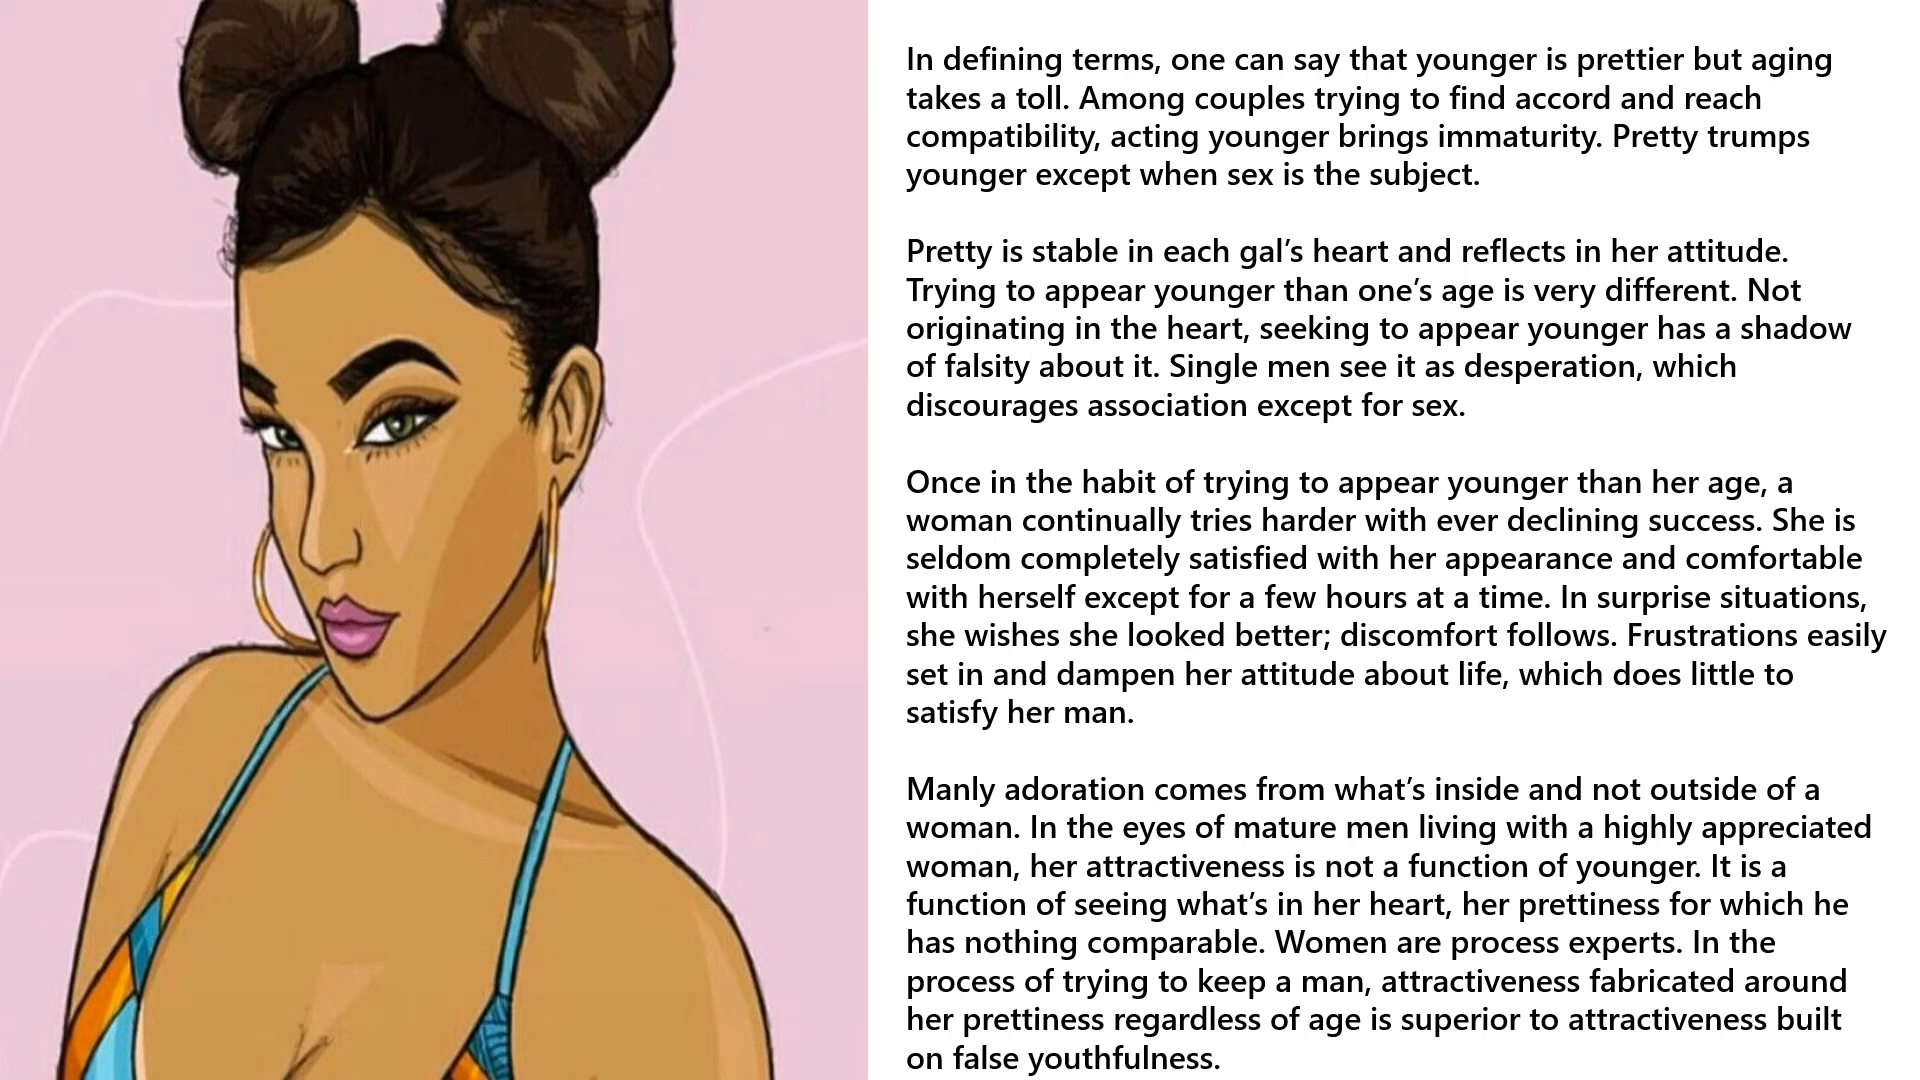 In defining terms, one can say that younger is prettier but aging
takes a toll. Among couples trying to find accord and reach
compatibility, acting younger brings immaturity. Pretty trumps
younger except when sex is the subject.
Pretty is stable in each gal’s heart and reflects in her attitude.
Trying to appear younger than one’s age is very different. Not
originating in the heart, seeking to appear younger has a shadow
of falsity about it. Single men see it as desperation, which
discourages association except for sex.
Once in the habit of trying to appear younger than her age, a
woman continually tries harder with ever declining success. She is
seldom completely satisfied with her appearance and comfortable
with herself except for a few hours at a time. In surprise situations,
she wishes she looked better; discomfort follows. Frustrations easily
set in and dampen her attitude about life, which does little to
satisfy her man.
Manly adoration comes from what’s inside and not outside of a
woman. In the eyes of mature men living with a highly appreciated
woman, her attractiveness is not a function of younger. It is a
function of seeing what’s in her heart, her prettiness for which he
has nothing comparable. Women are process experts. In the
process of trying to keep a man, attractiveness fabricated around
her prettiness regardless of age is superior to attractiveness built
on false youthfulness.